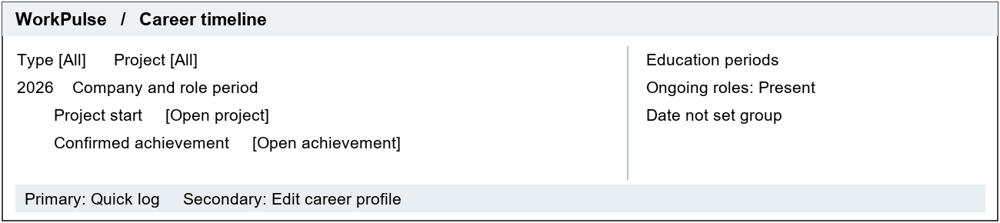 WorkPulse / Career timeline
Type [All] Project [All]
2026 Company and role period
Project start [Open project]
Confirmed achievement [Open achievement]
Education periods
Ongoing roles: Present
Date not set group
Primary: Quick log Secondary: Edit career profile